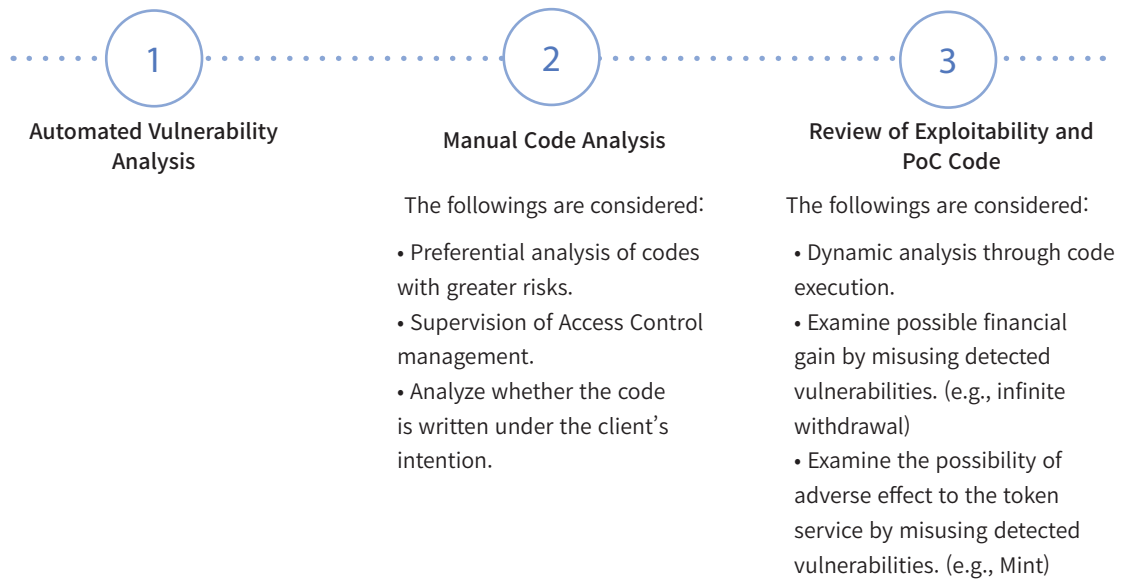 1
Automated Vulnerability
Analysis
2
Manual Code Analysis
The followings are considered:
• Preferential analysis of codes
with greater risks.
• Supervision of Access Control
management.
• Analyze whether the code
is written under the client’s
intention.
3
Review of Exploitability and
PoC Code
The followings are considered:
• Dynamic analysis through code
execution.
• Examine possible financial
gain by misusing detected
vulnerabilities. (e.g., infinite
withdrawal)
• Examine the possibility of
adverse effect to the token
service by misusing detected
vulnerabilities. (e.g., Mint)